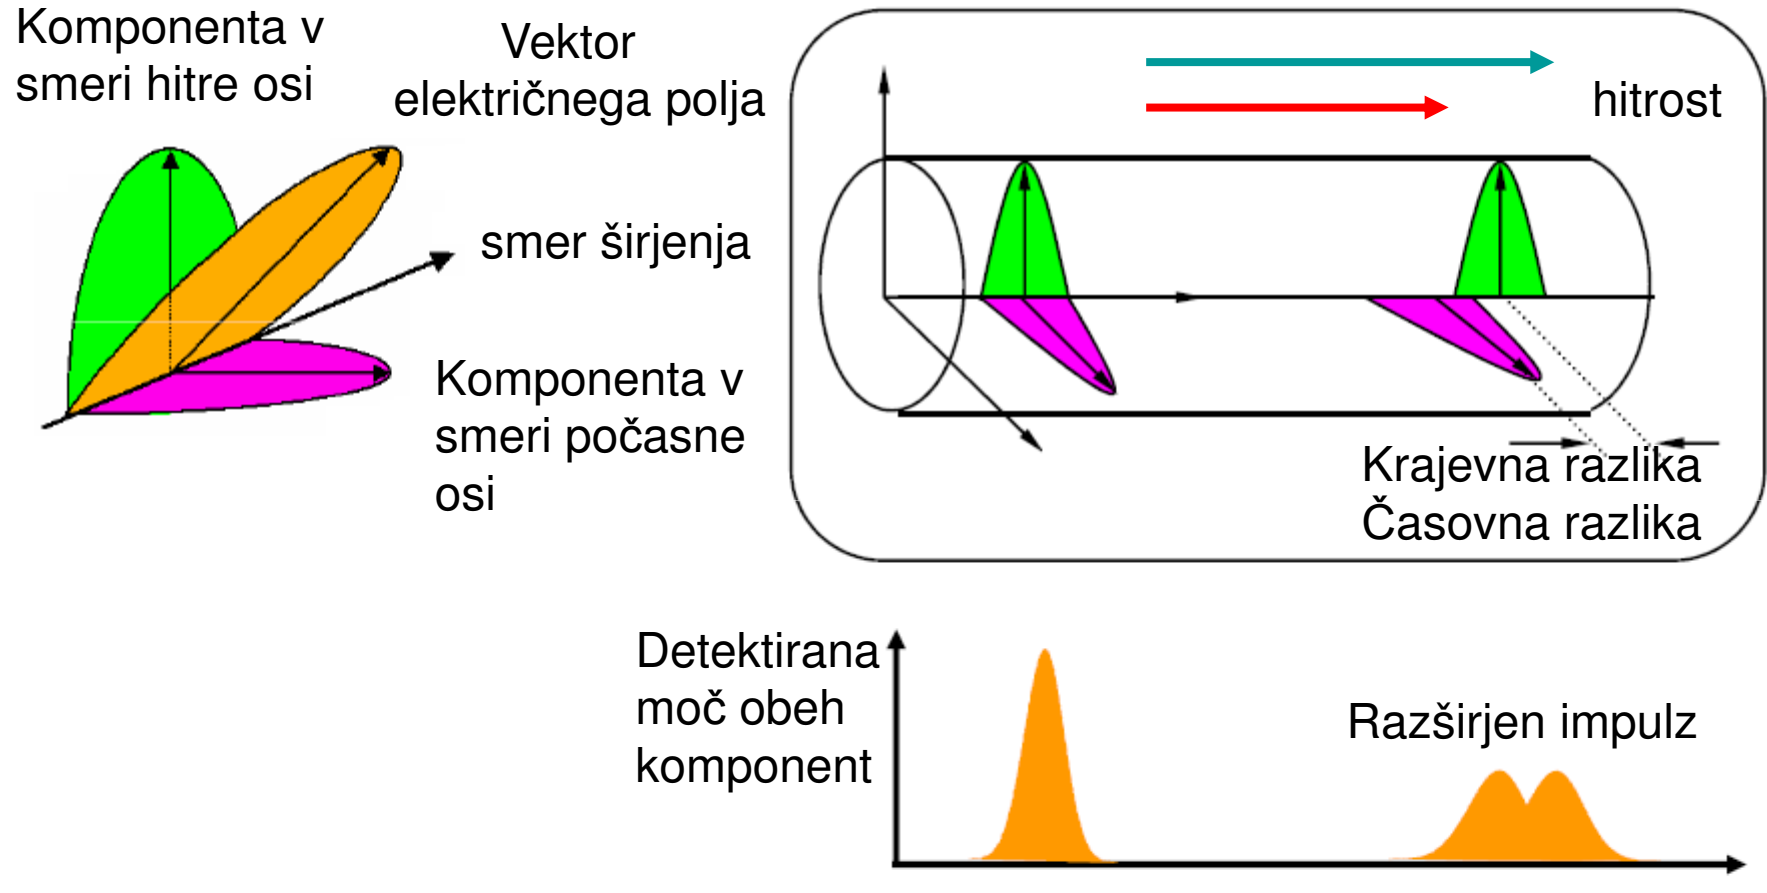 Komponenta v
smeri hitre osi
Vektor
električnega polja
smer širjenja
Komponenta v
smeri počasne
osi
hitrost
Krajevna razlika
Časovna razlika
Detektirana
moč obeh
komponent
Razširjen impulz